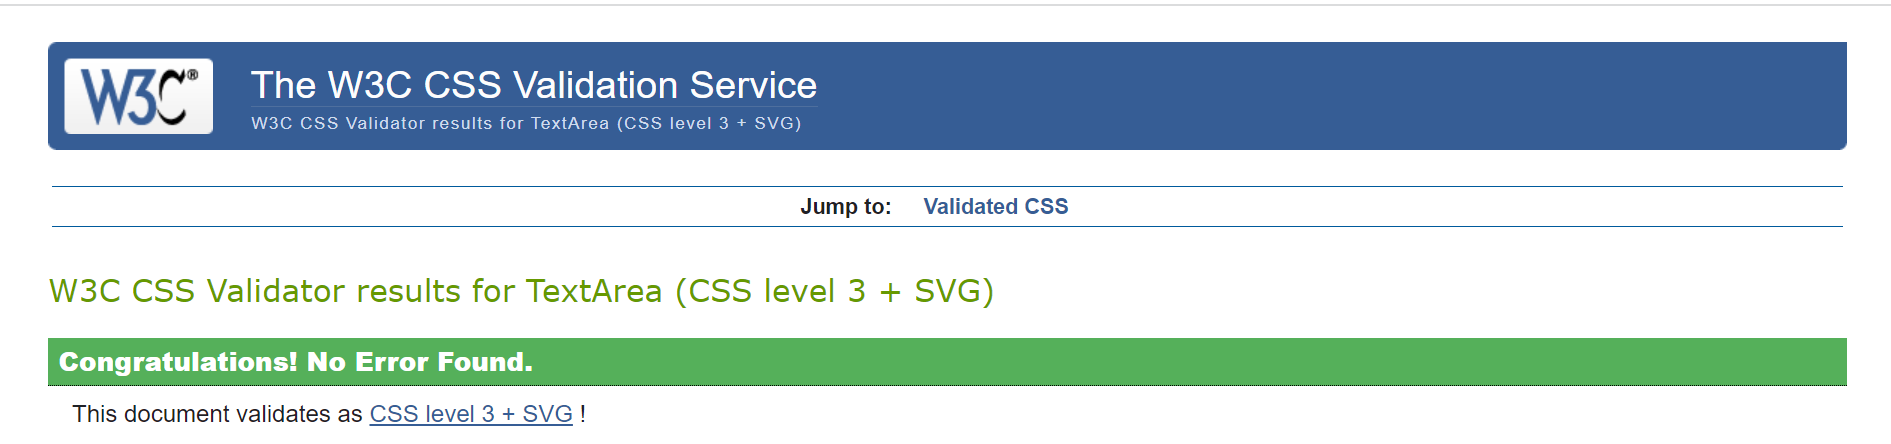 W3C®
The W3C CSS Validation Service
W3C CSS Validator results for TextArea (CSS level 3 + SVG)
Jump to: Validated CSS
W3C CSS Validator results for TextArea (CSS level 3 + SVG)
Congratulations! No Error Found.
This document validates as CSS level 3 + SVG !